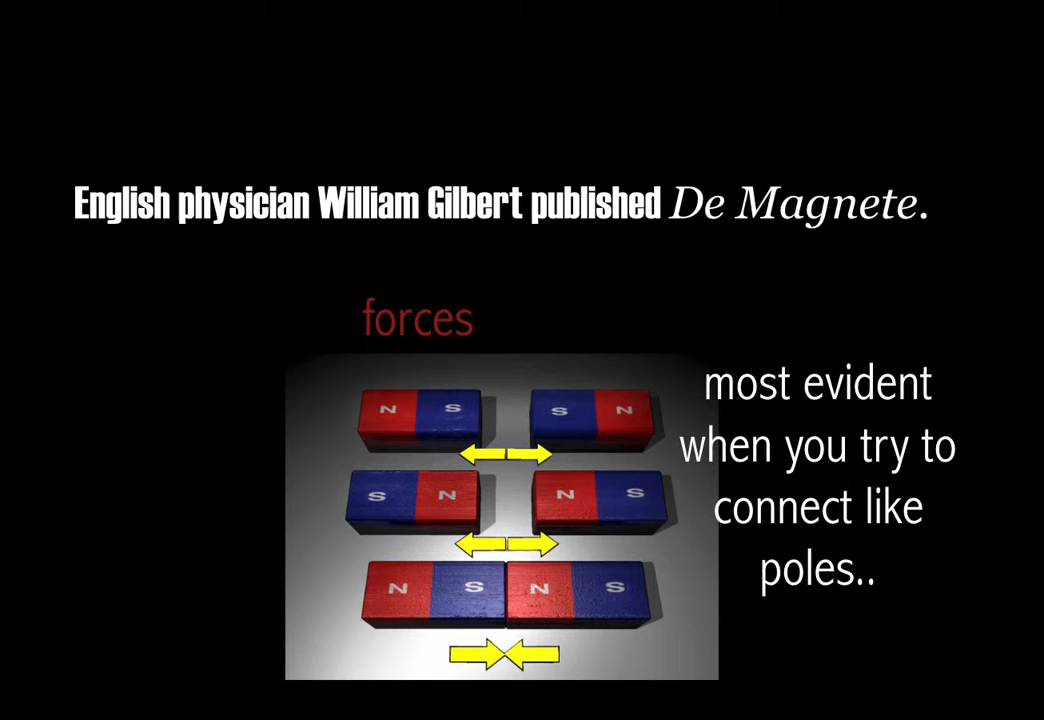 English physician William Gilbert published De Magnete.
forces
most evident
when you try to
connect like
poles..
N S S N
S N N S
N S N S